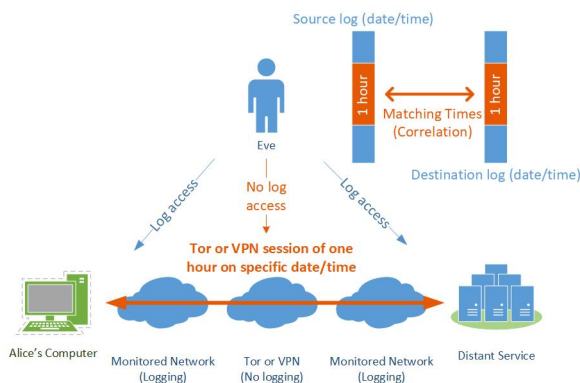 Source log (date/time)
1 hour
1 hour
Matching Times
(Correlation)
Destination log (date/time)
Eve
Log access
No log
access
Log access
Tor or VPN session of one
hour on specific date/time
Alice's Computer
Monitored Network
(Logging)
Tor or VPN
(No logging)
Monitored Network
(Logging)
Distant Service